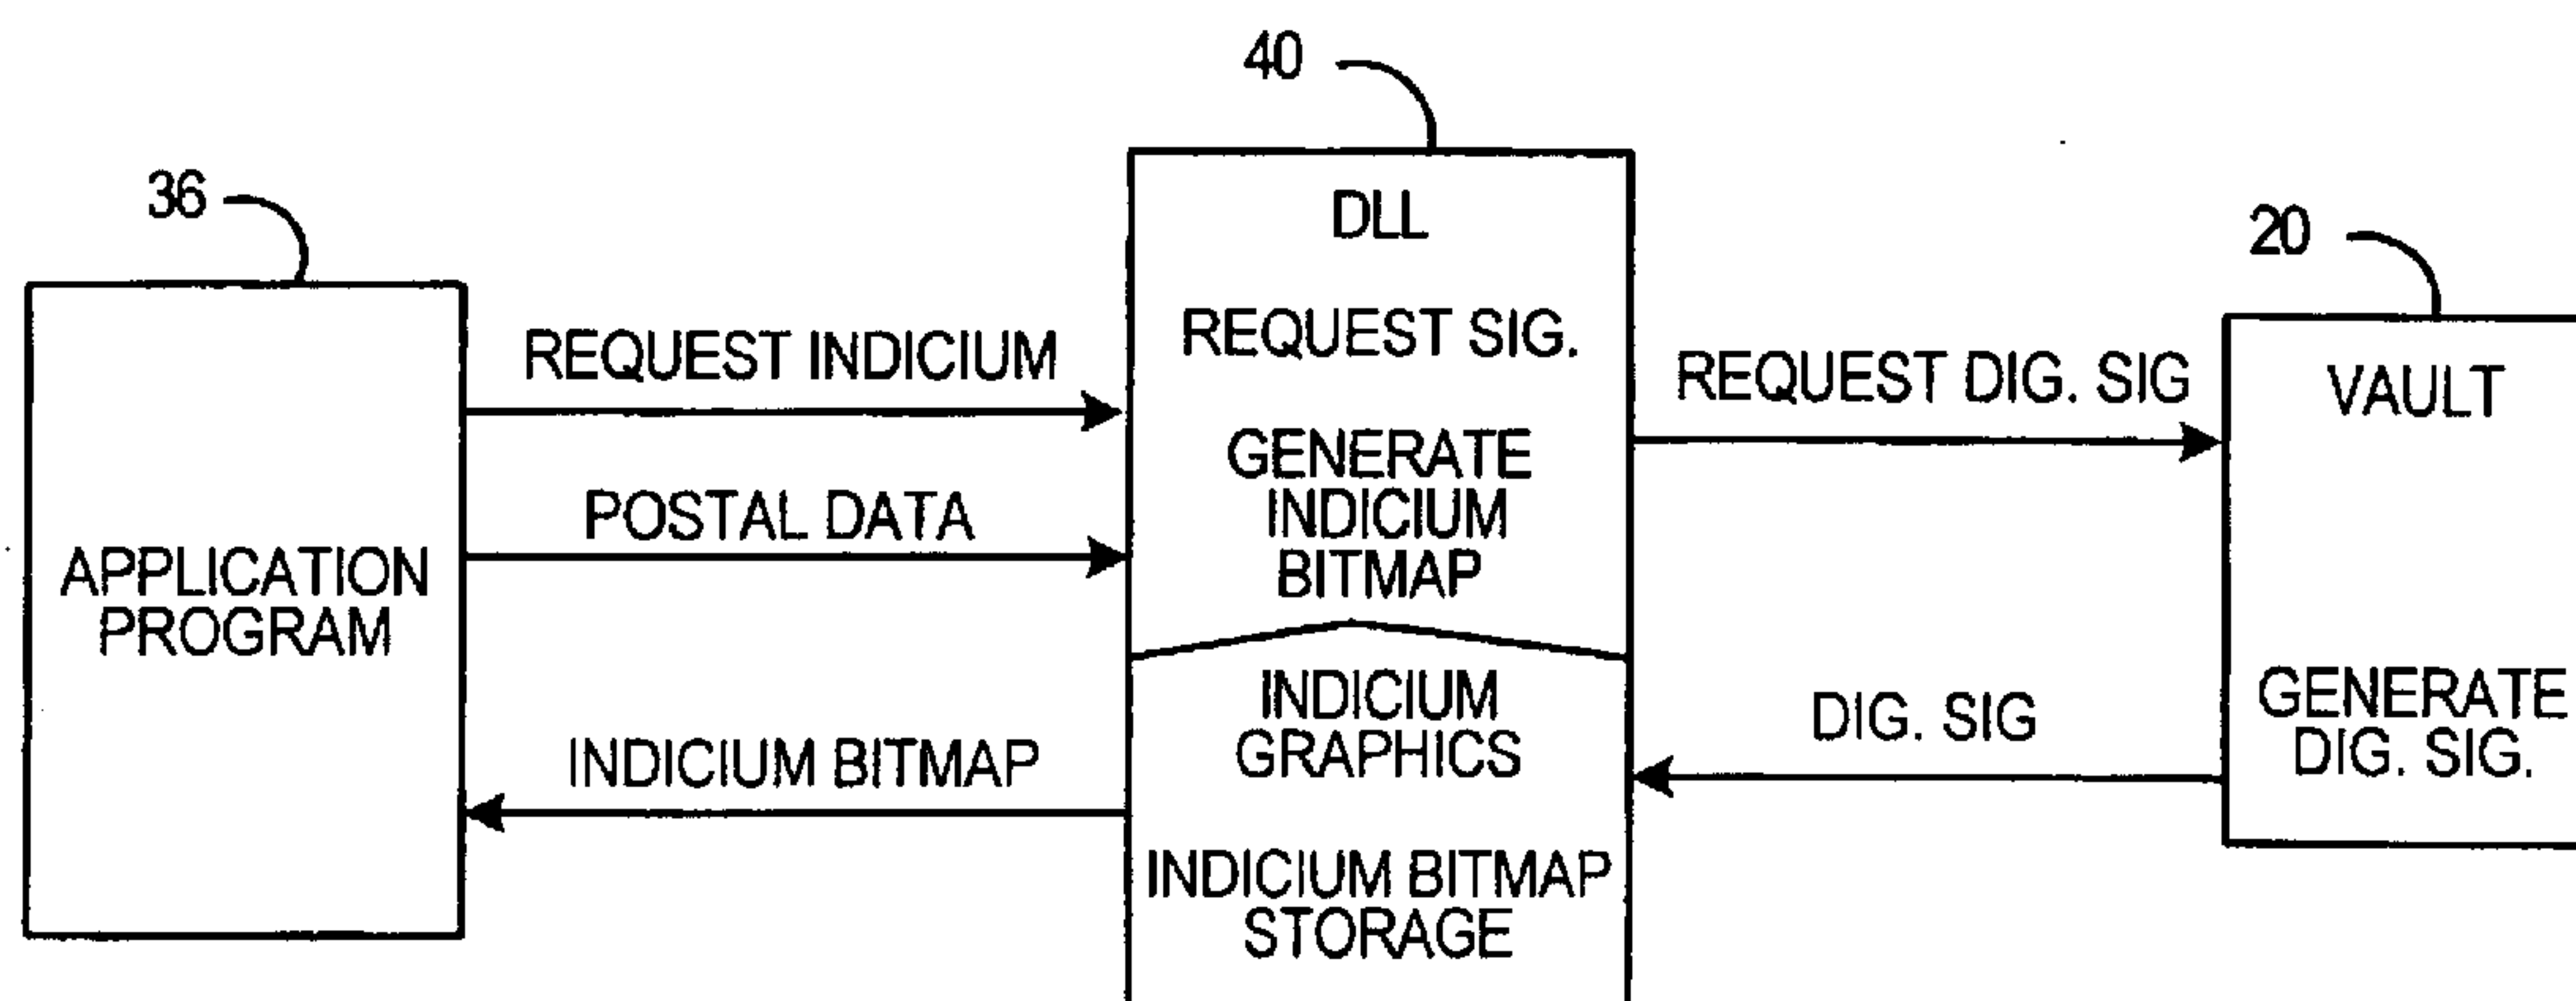 40
36
20
DLL
REQUEST SIG.
GENERATE
INDICIUM
BITMAP
INDICIUM
GRAPHICS
INDICIUM BITMAP
STORAGE
APPLICATION
PROGRAM
REQUEST INDICIUM
POSTAL DATA
INDICIUM BITMAP
REQUEST DIG. SIG
DIG. SIG
VAULT
GENERATE
DIG. SIG.